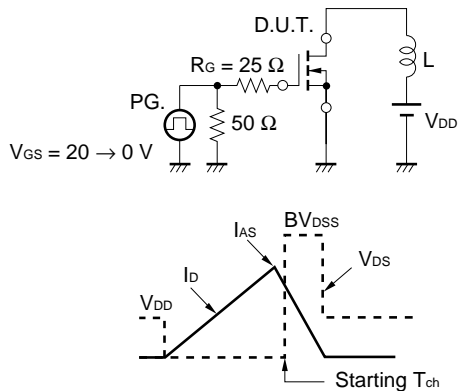 D.U.T.
RG = 25 Ω
L
PG.
50 Ω
VDD
VGS = 20 → 0 V
BVDSS
IAS
VDS
ID
VDD
Starting Tch